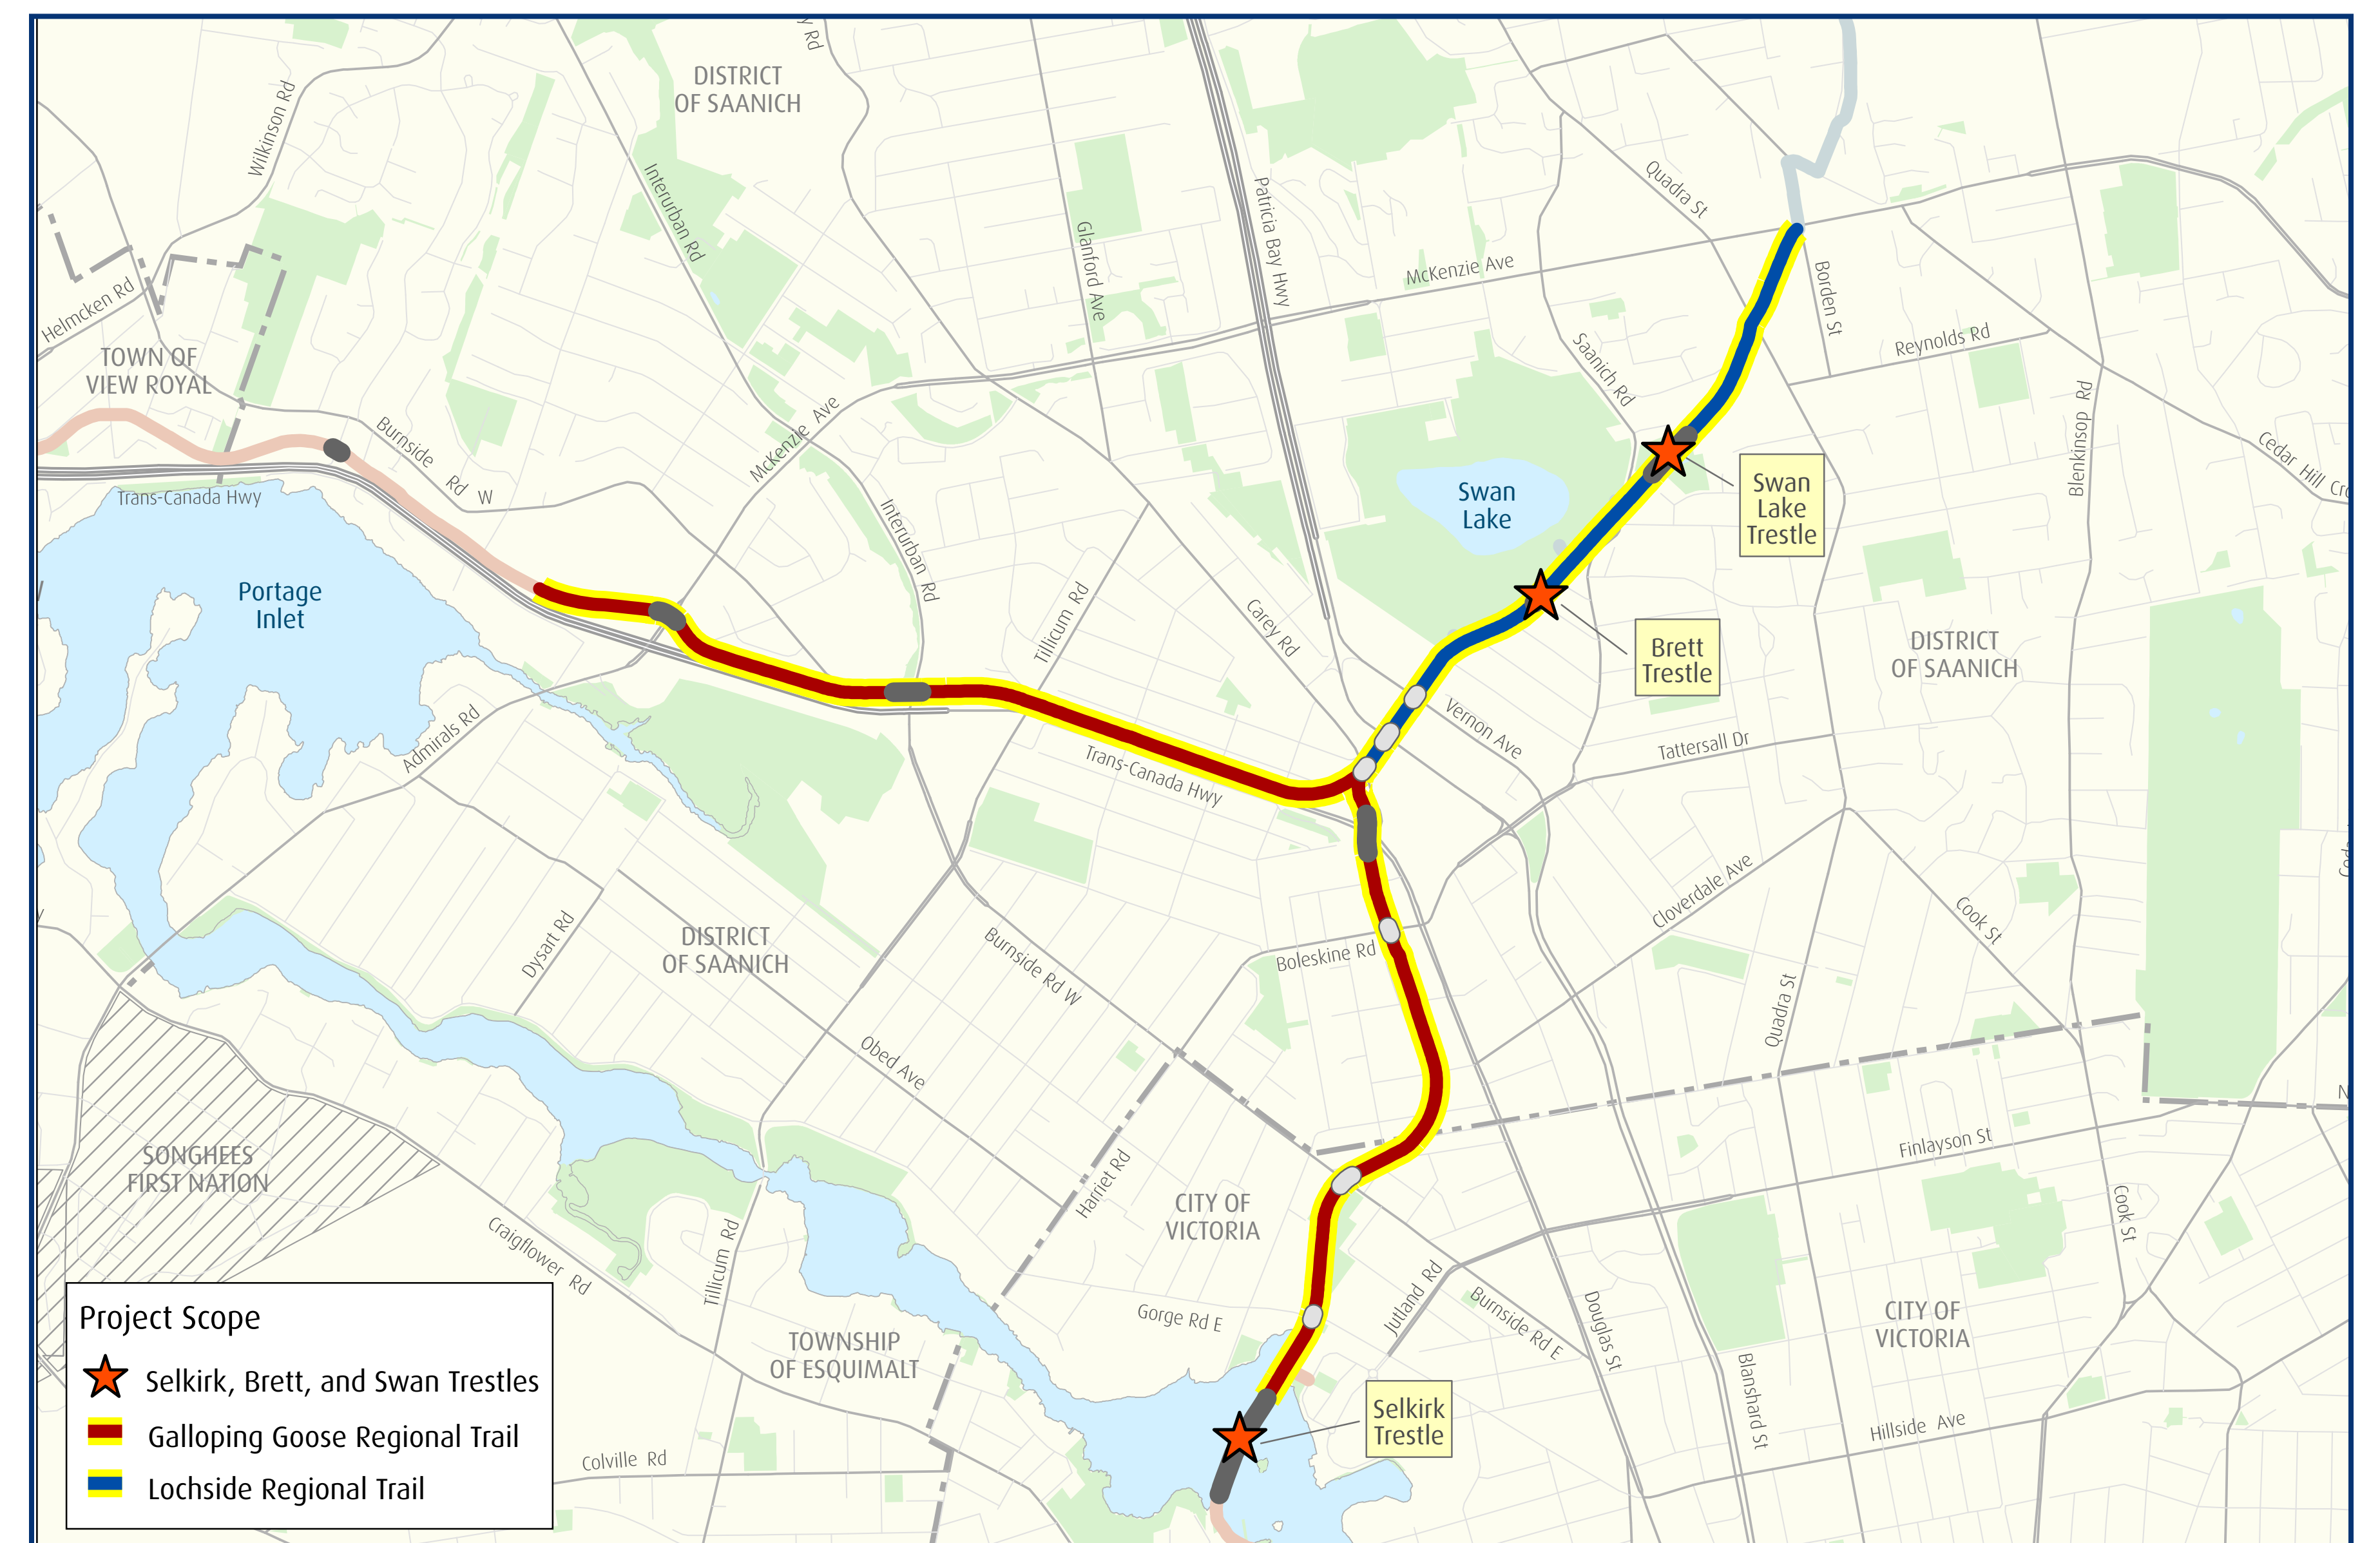 y Rd
DISTRICT
OF SAANICH
Wilkinson Rd
Interurban Rd
Glanford Ave
Patricia Bay Hwy
Quadra St
McKenzie Ave
Borden St
Helmcken Rd
TOWN OF
VIEW ROYAL
Saanich Rd
Reynolds Rd
Blenkinsop Rd
Cedar Hill Cro
Burnside
Rd W
McKenzie Ave
Trans-Canada Hwy
Swan
Lake
Swan
Lake
Trestle
Interurban Rd
Portage
Inlet
Tillicum Rd
Carey Rd
Brett
Trestle
DISTRICT
OF SAANICH
Admirals Rd
Trans-Canada Hwy
Vernon Ave
Tattersall Dr
Cloverdale Ave
Cook St
Dysart Rd
DISTRICT
OF SAANICH
Burnside Rd W
Boleskine Rd
Quadra St
Obed Ave
N
SONGHEES
FIRST NATION
Harriet Rd
CITY OF
VICTORIA
Finlayson St
Cook St
Craigflower Rd
Tillicum Rd
Gorge Rd E
Jutland Rd
Burnside Rd E
Douglas St
Blanshard St
CITY OF
VICTORIA
TOWNSHIP
OF ESQUIMALT
Selkirk
Trestle
Hillside Ave
Colville Rd
Project Scope
Selkirk, Brett, and Swan Trestles
Galloping Goose Regional Trail
Lochside Regional Trail